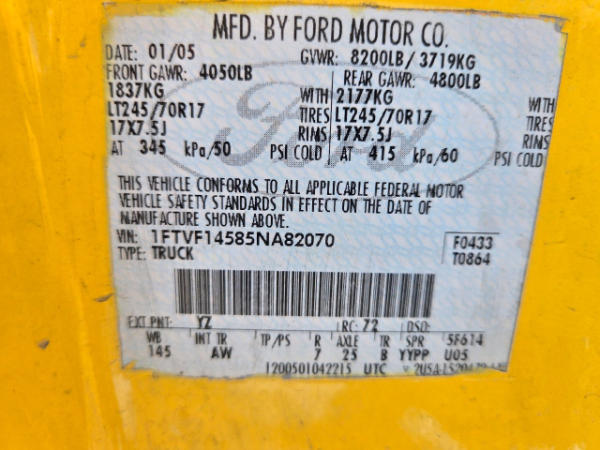 MFD. BY FORD MOTOR CO.
DATE: 01/05 GVWR: 8200LB/ 3719KG
FRONT GAWR: 4050LB REAR GAWR: 4800LB
1837KG WITH 2177KG WITH
LT245/70R17 TIRES LT245/70R17 TIRES
17X7.5J RIMS 17X7.5J RIMS
AT 345 kPa/50 PSI COLD AT 415 kPa/60 PSI COLD
Ford
THIS VEHICLE CONFORMS TO ALL APPLICABLE FEDERAL MOTOR
VEHICLE SAFETY STANDARDS IN EFFECT ON THE DATE OF
MANUFACTURE SHOWN ABOVE.
VIN: 1FTVF14585NA82070 F0433
TYPE: TRUCK T0864
EXT PNT: YZ RC: 72 DSO:
WB INT TR TP/PS R AXLE TR SPR 5F614
145 AW 7 25 B YYPP U05
1200501042215 UTC